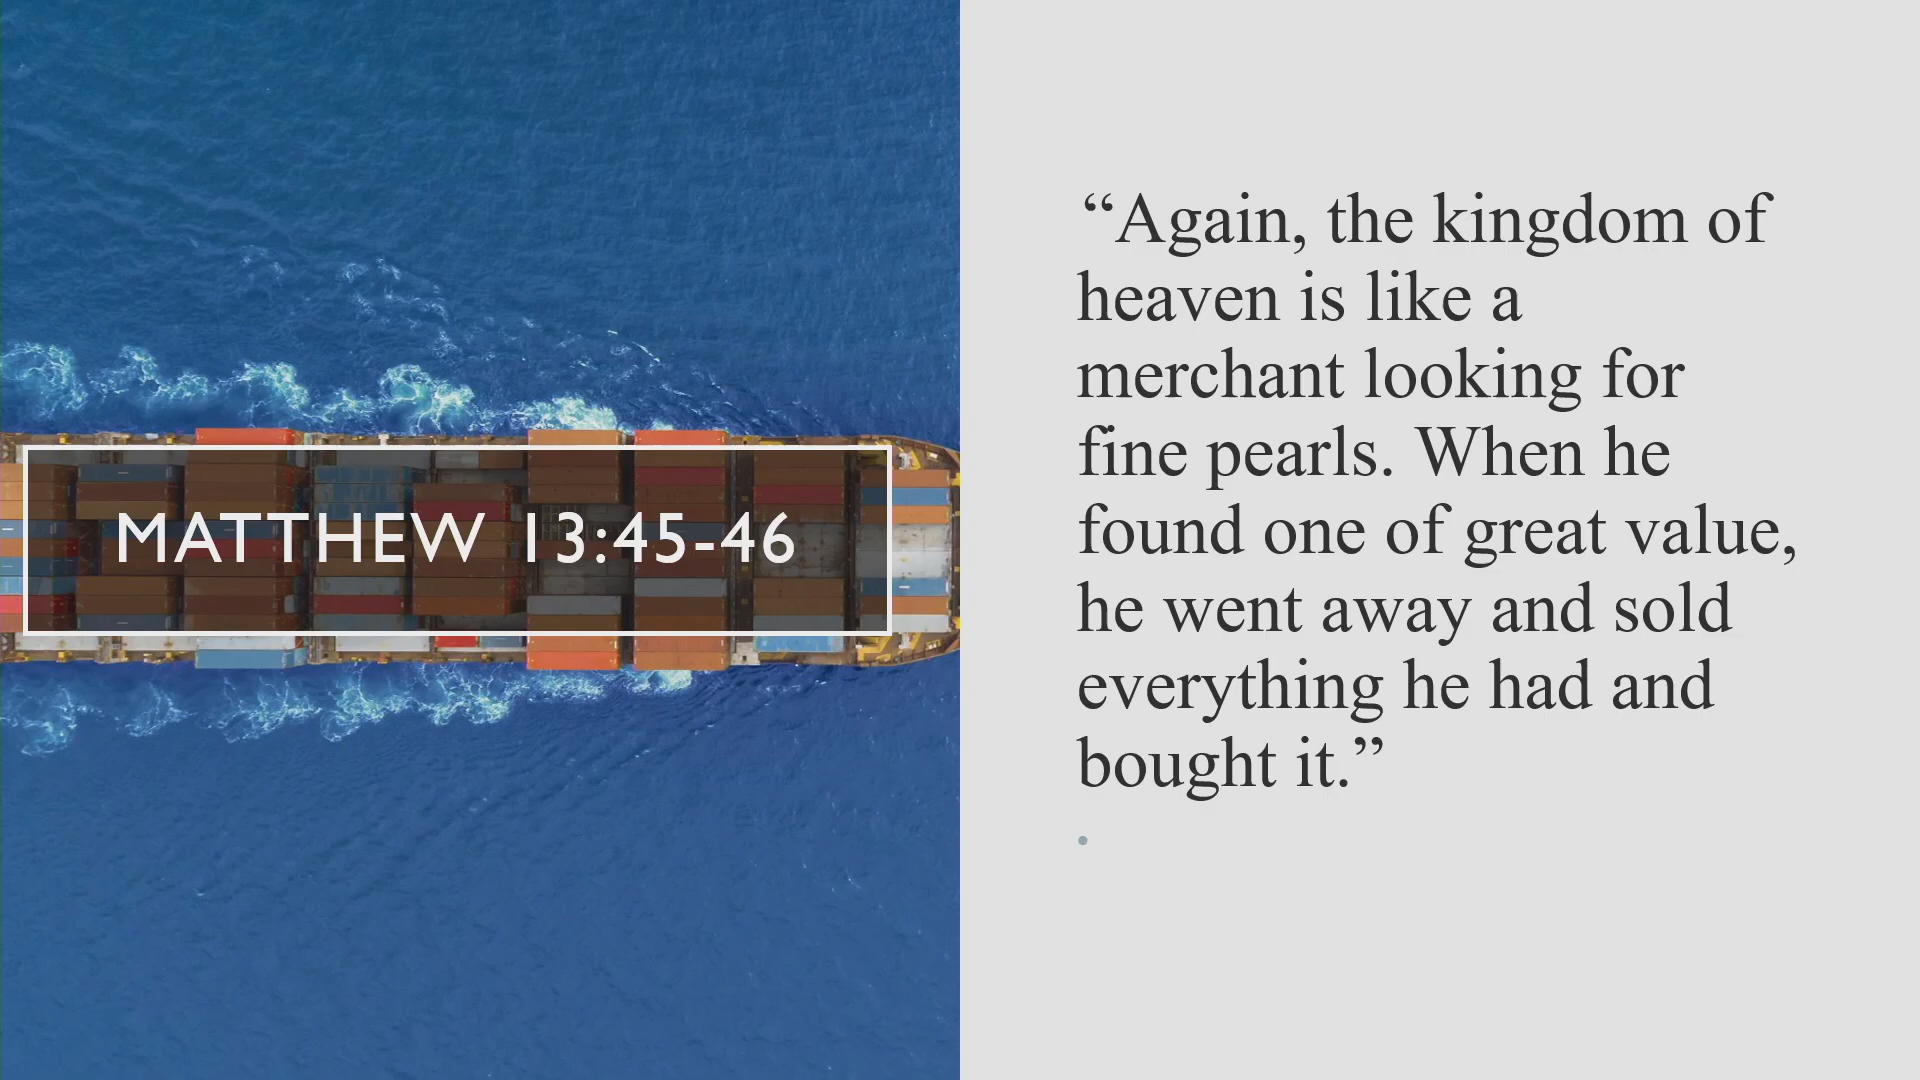 MATTHEW 13:45-46
“Again, the kingdom of
heaven is like a
merchant looking for
fine pearls. When he
found one of great value,
he went away and sold
everything he had and
bought it.”